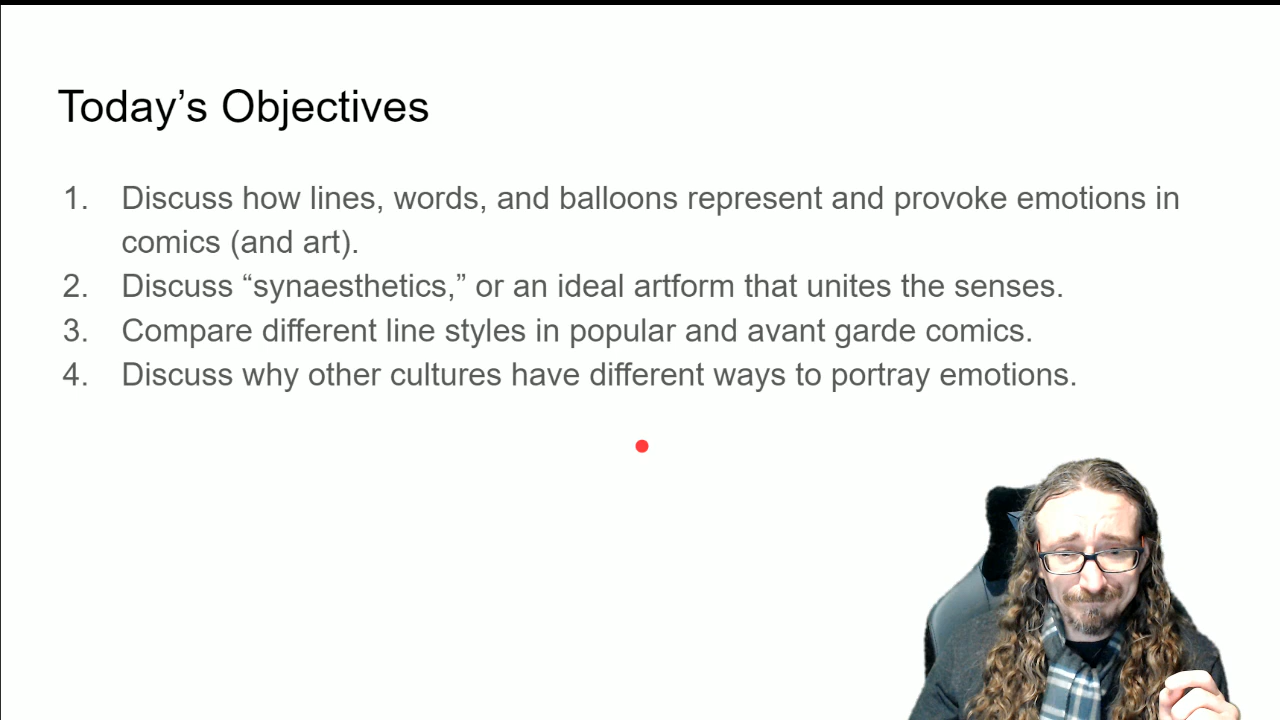 Today’s Objectives
1. Discuss how lines, words, and balloons represent and provoke emotions in
comics (and art).
2. Discuss “synaesthetics,” or an ideal artform that unites the senses.
3. Compare different line styles in popular and avant garde comics.
4. Discuss why other cultures have different ways to portray emotions.